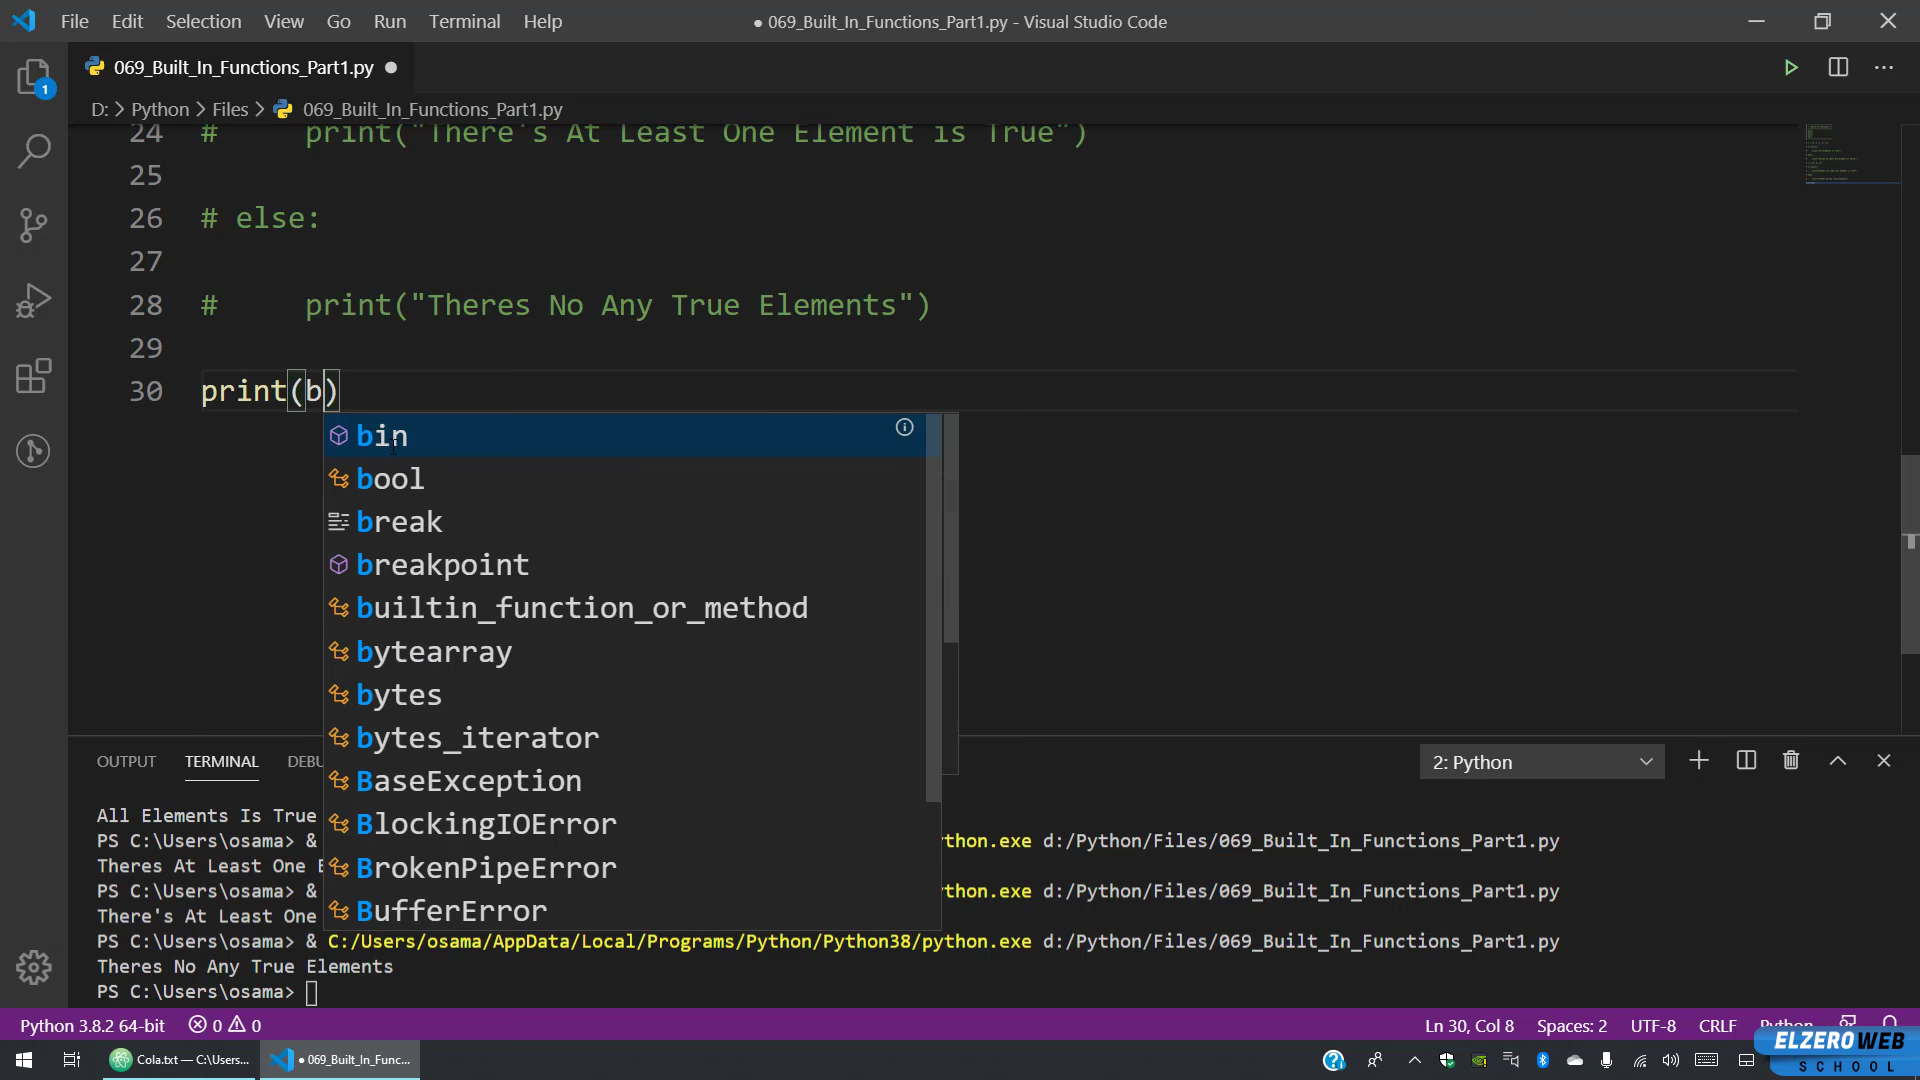 File Edit Selection View Go Run Terminal Help
● 069_Built_In_Functions_Part1.py - Visual Studio Code
069_Built_In_Functions_Part1.py
1
D: > Python > Files > 069_Built_In_Functions_Part1.py
24 #     print("There's At Least One Element is True")
25
26 # else:
27
28 #     print("Theres No Any True Elements")
29
30 print(b)
bin
bool
break
breakpoint
builtin_function_or_method
bytearray
bytes
bytes_iterator
BaseException
BlockingIOError
BrokenPipeError
BufferError
OUTPUT TERMINAL DEBU
2: Python
All Elements Is True
PS C:\Users\osama> & thon.exe d:/Python/Files/069_Built_In_Functions_Part1.py
Theres At Least One
PS C:\Users\osama> & thon.exe d:/Python/Files/069_Built_In_Functions_Part1.py
There's At Least One
PS C:\Users\osama> & C:/Users/osama/AppData/Local/Programs/Python/Python38/python.exe d:/Python/Files/069_Built_In_Functions_Part1.py
Theres No Any True Elements
PS C:\Users\osama>
Python 3.8.2 64-bit 0 0 Ln 30, Col 8 Spaces: 2 UTF-8 CRLF Python
Cola.txt — C:\Users... ● 069_Built_In_Func...
ELZEROWEB
SCHOOL